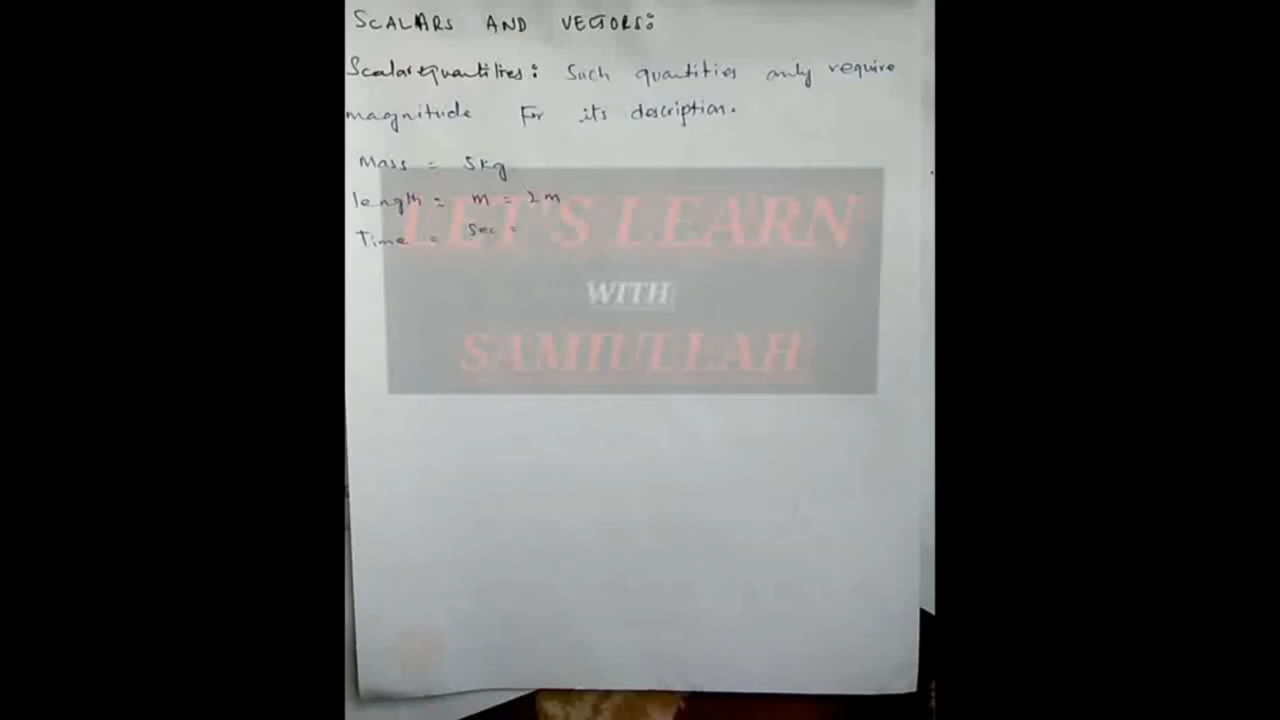 SCALARS AND VECTORS:
Scalar quantities: Such quantities only require
magnitude for its description.
Mass = 5kg
length = m = 2m
Time = Sec =
LET'S LEARN
WITH
SAMIULLAH